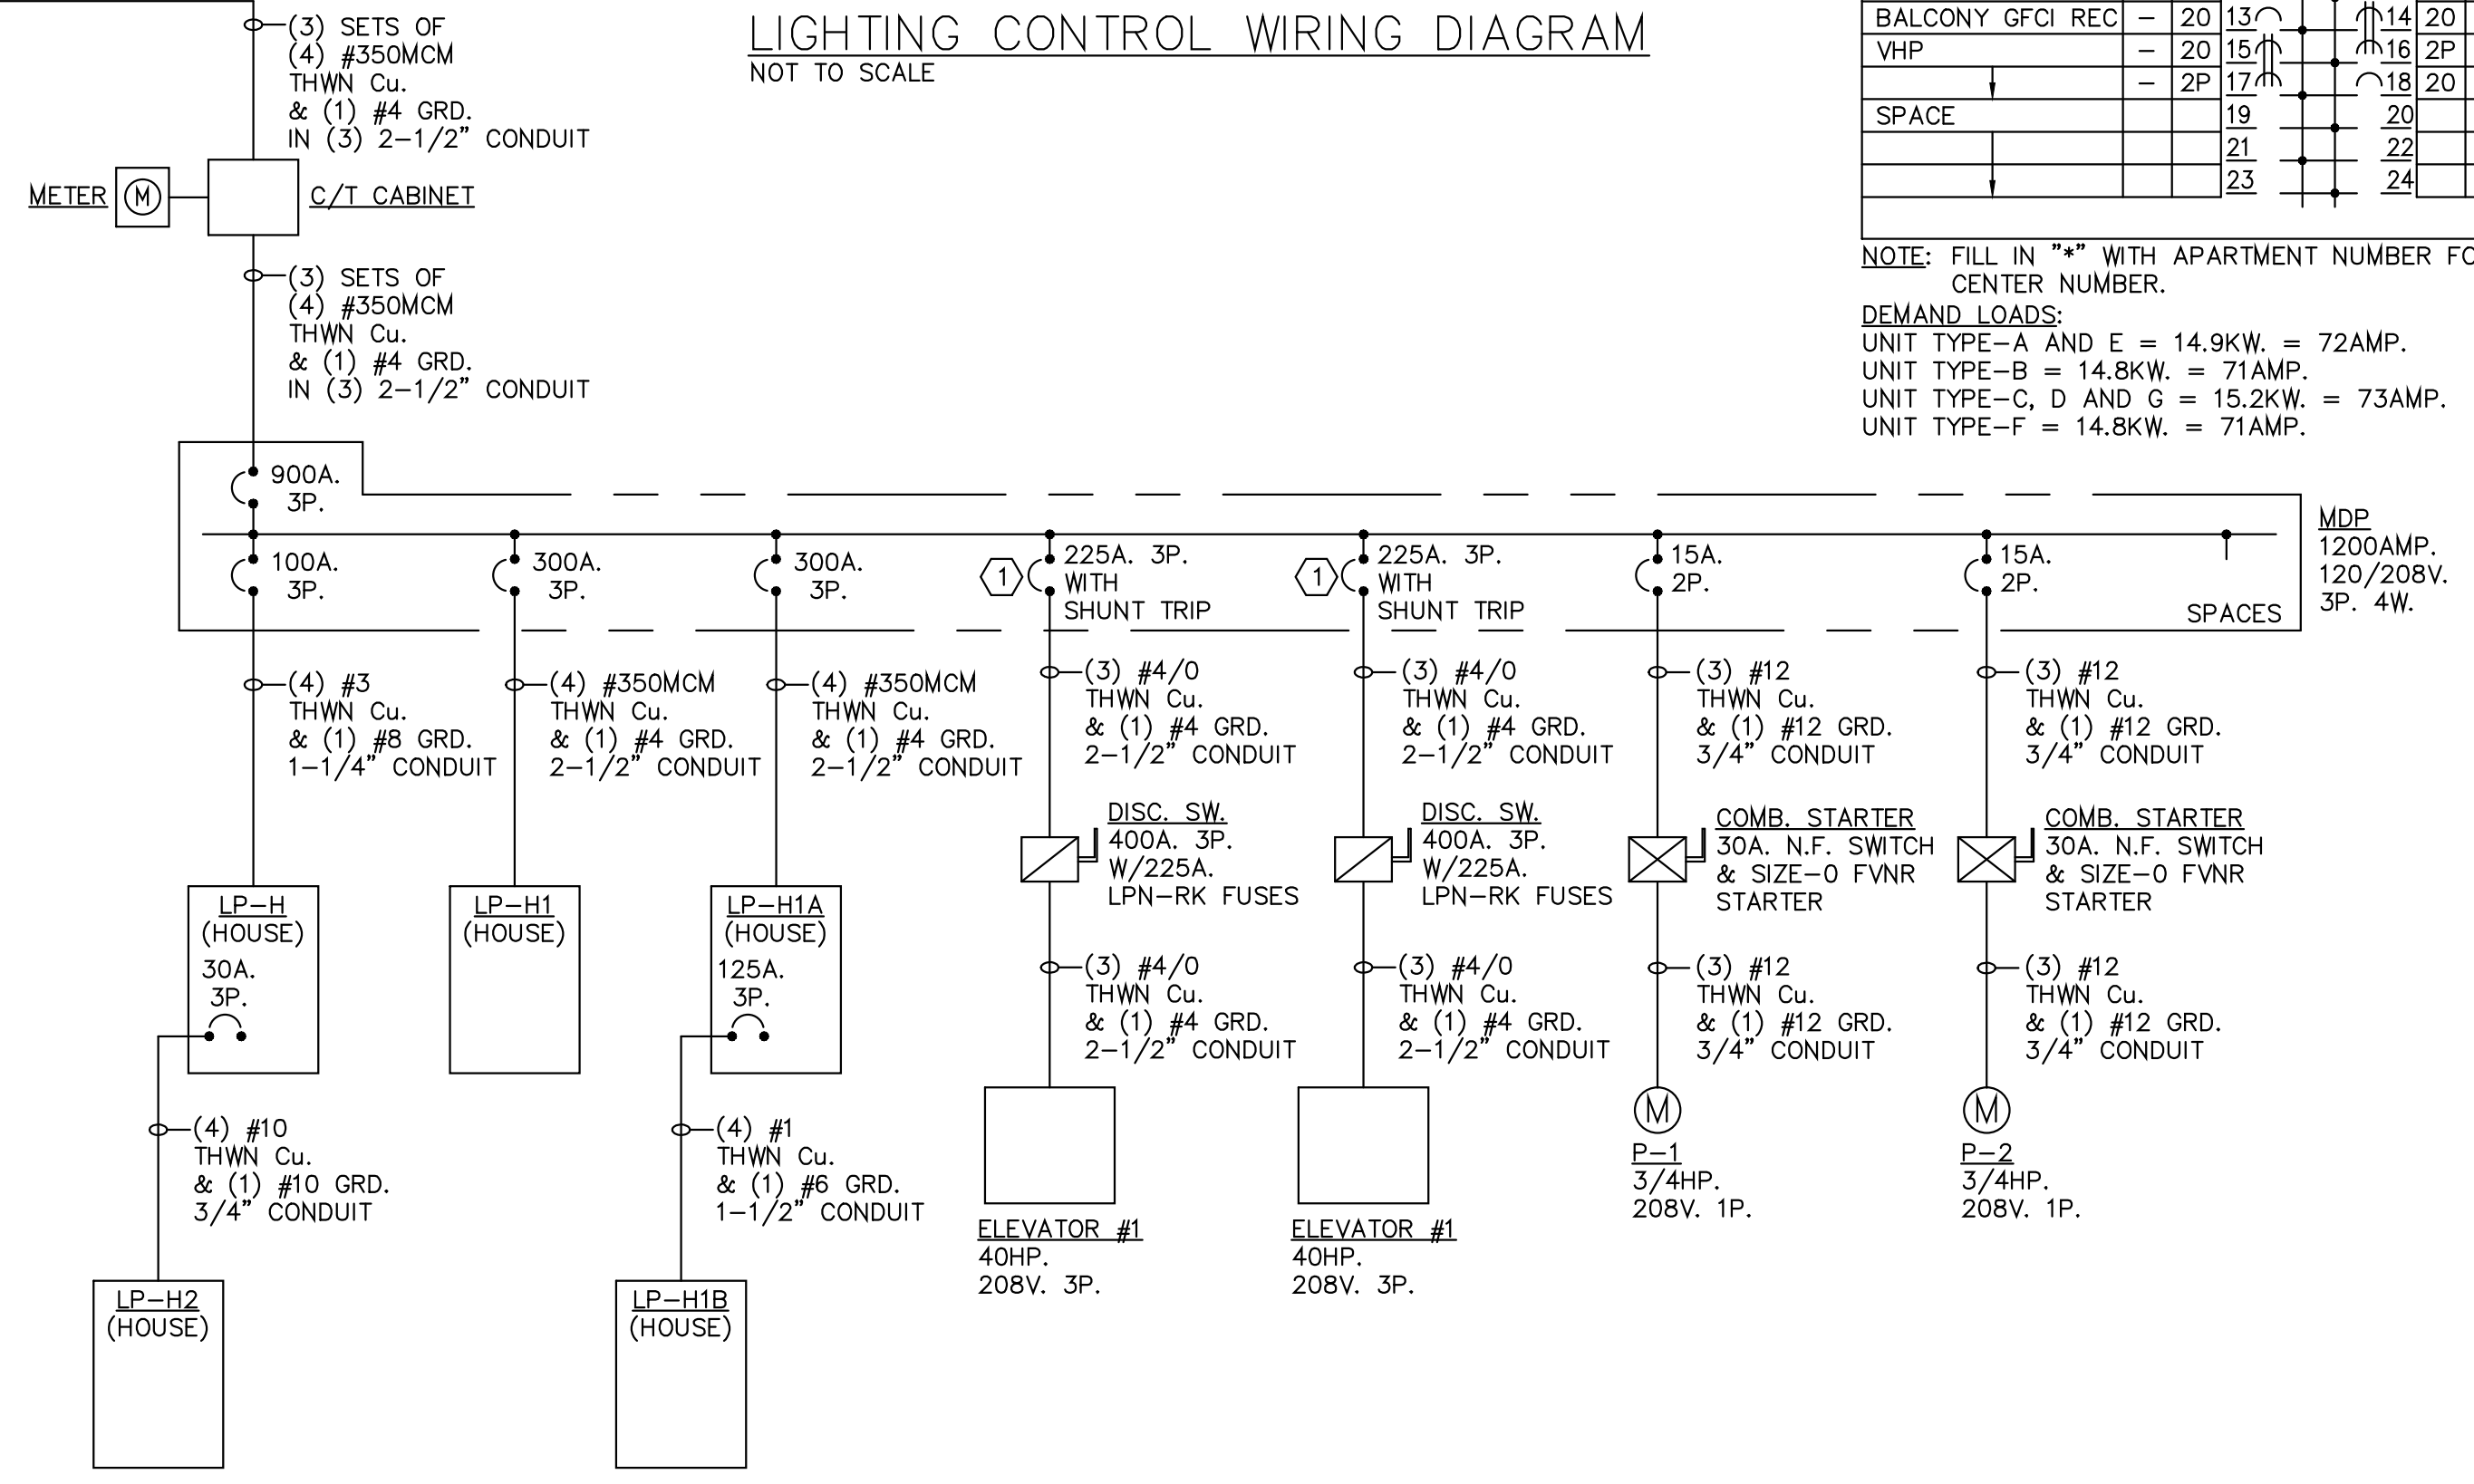 (3) SETS OF
(4) #350MCM
THWN Cu.
& (1) #4 GRD.
IN (3) 2-1/2" CONDUIT
METER
M
C/T CABINET
(3) SETS OF
(4) #350MCM
THWN Cu.
& (1) #4 GRD.
IN (3) 2-1/2" CONDUIT
LIGHTING CONTROL WIRING DIAGRAM
NOT TO SCALE
BALCONY GFCI REC - 20 13 14 20
VHP - 20 15 16 2P
- 2P 17 18 20
SPACE 19 20
21 22
23 24
NOTE: FILL IN "*" WITH APARTMENT NUMBER
CENTER NUMBER.
DEMAND LOADS:
UNIT TYPE-A AND E = 14.9KW. = 72AMP.
UNIT TYPE-B = 14.8KW. = 71AMP.
UNIT TYPE-C, D AND G = 15.2KW. = 73AMP.
UNIT TYPE-F = 14.8KW. = 71AMP.
900A.
3P.
MDP
1200AMP.
120/208V.
3P. 4W.
100A.
3P.
300A.
3P.
300A.
3P.
1
225A. 3P.
WITH
SHUNT TRIP
1
225A. 3P.
WITH
SHUNT TRIP
15A.
2P.
15A.
2P.
SPACES
(4) #3
THWN Cu.
& (1) #8 GRD.
1-1/4" CONDUIT
(4) #350MCM
THWN Cu.
& (1) #4 GRD.
2-1/2" CONDUIT
(4) #350MCM
THWN Cu.
& (1) #4 GRD.
2-1/2" CONDUIT
(3) #4/0
THWN Cu.
& (1) #4 GRD.
2-1/2" CONDUIT
(3) #4/0
THWN Cu.
& (1) #4 GRD.
2-1/2" CONDUIT
(3) #12
THWN Cu.
& (1) #12 GRD.
3/4" CONDUIT
(3) #12
THWN Cu.
& (1) #12 GRD.
3/4" CONDUIT
DISC. SW.
400A. 3P.
W/225A.
LPN-RK FUSES
DISC. SW.
400A. 3P.
W/225A.
LPN-RK FUSES
COMB. STARTER
30A. N.F. SWITCH
& SIZE-0 FVNR
STARTER
COMB. STARTER
30A. N.F. SWITCH
& SIZE-0 FVNR
STARTER
LP-H
(HOUSE)
30A.
3P.
LP-H1
(HOUSE)
LP-H1A
(HOUSE)
125A.
3P.
(3) #4/0
THWN Cu.
& (1) #4 GRD.
2-1/2" CONDUIT
(3) #4/0
THWN Cu.
& (1) #4 GRD.
2-1/2" CONDUIT
(3) #12
THWN Cu.
& (1) #12 GRD.
3/4" CONDUIT
(3) #12
THWN Cu.
& (1) #12 GRD.
3/4" CONDUIT
(4) #10
THWN Cu.
& (1) #10 GRD.
3/4" CONDUIT
(4) #1
THWN Cu.
& (1) #6 GRD.
1-1/2" CONDUIT
ELEVATOR #1
40HP.
208V. 3P.
ELEVATOR #1
40HP.
208V. 3P.
M
P-1
3/4HP.
208V. 1P.
M
P-2
3/4HP.
208V. 1P.
LP-H2
(HOUSE)
LP-H1B
(HOUSE)